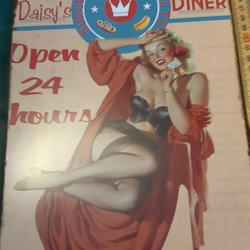 Daisy's
DINER
Open
24
hours